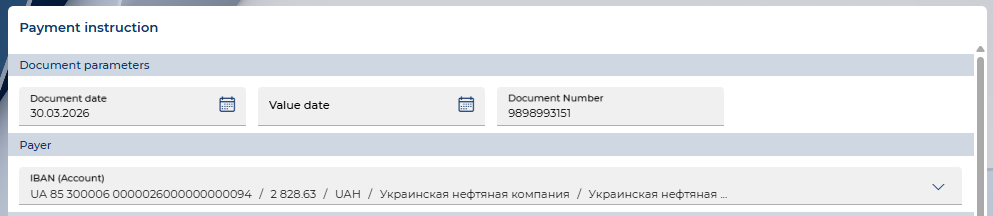 Payment instruction
Document parameters
Document date
30.03.2026
Value date
Document Number
9898993151
Payer
IBAN (Account)
UA 85 300006 0000026000000000094 / 2 828.63 / UAH / Украинская нефтяная компания / Украинская нефтяная ...